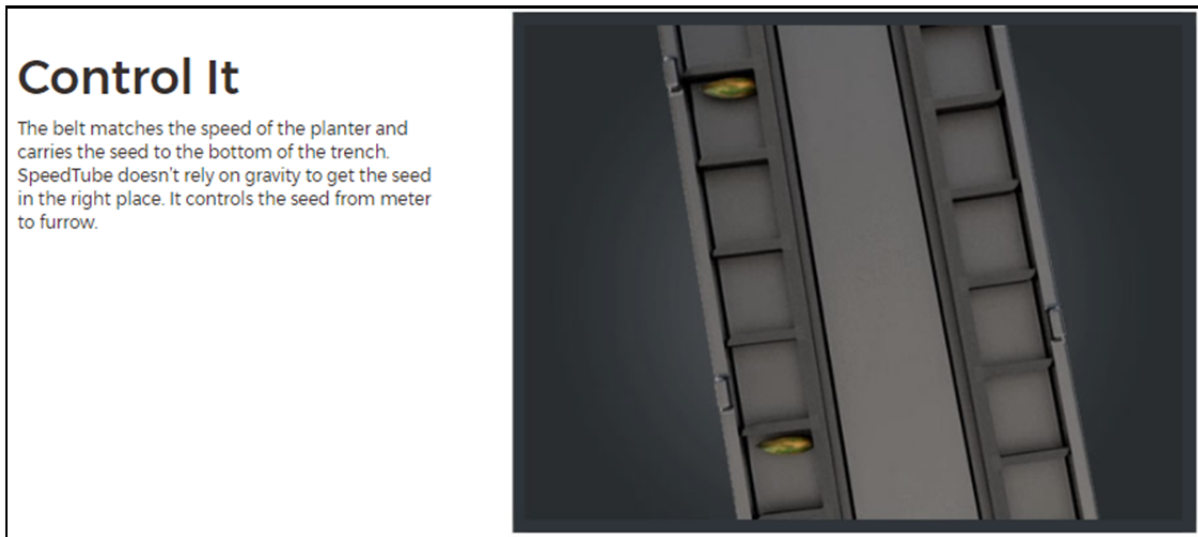 Control It
The belt matches the speed of the planter and
carries the seed to the bottom of the trench.
SpeedTube doesn't rely on gravity to get the seed
in the right place. It controls the seed from meter
to furrow.